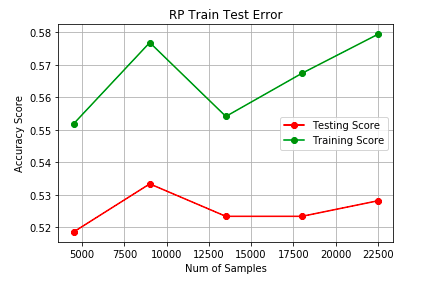 RP Train Test Error
Accuracy Score
0.58
0.57
0.56
0.55
0.54
0.53
0.52
Testing Score
Training Score
5000 7500 10000 12500 15000 17500 20000 22500
Num of Samples